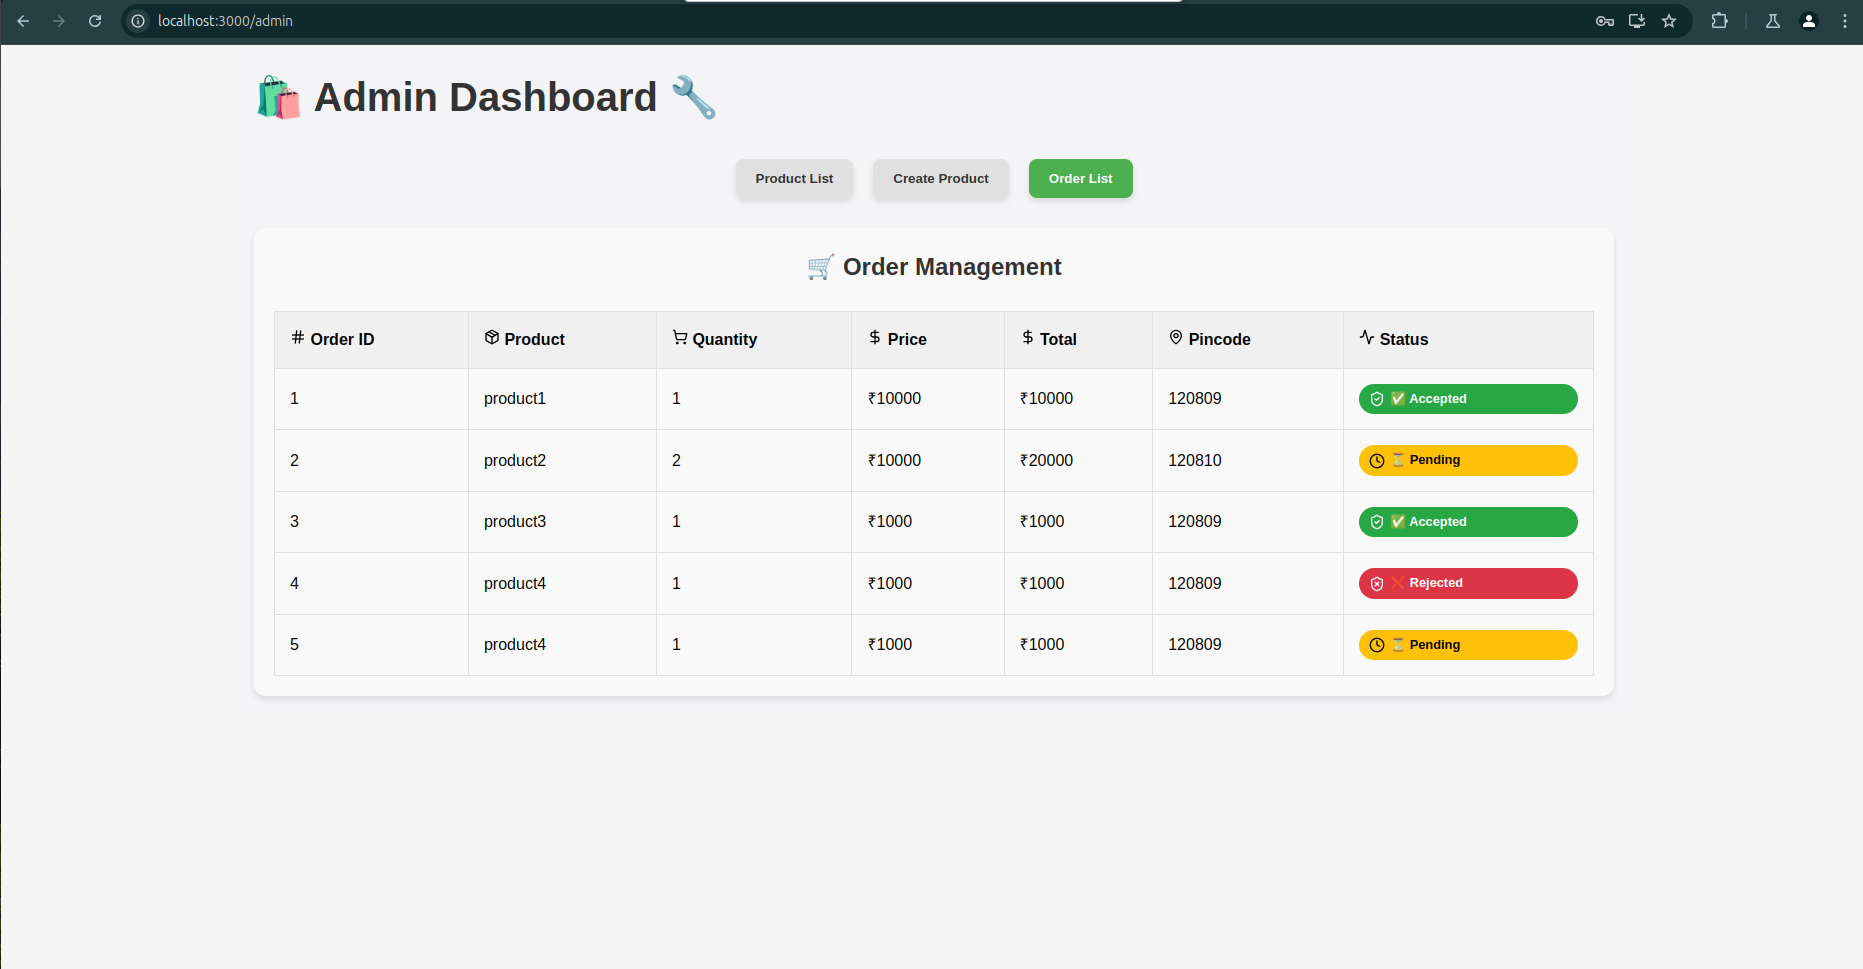 localhost:3000/admin
🛍️ Admin Dashboard 🔧
Product List Create Product Order List
🛒 Order Management
Order ID Product Quantity Price Total Pincode Status
1 product1 1 ₹10000 ₹10000 120809 ✅ Accepted
2 product2 2 ₹10000 ₹20000 120810 ⏳ Pending
3 product3 1 ₹1000 ₹1000 120809 ✅ Accepted
4 product4 1 ₹1000 ₹1000 120809 ❌ Rejected
5 product4 1 ₹1000 ₹1000 120809 ⏳ Pending